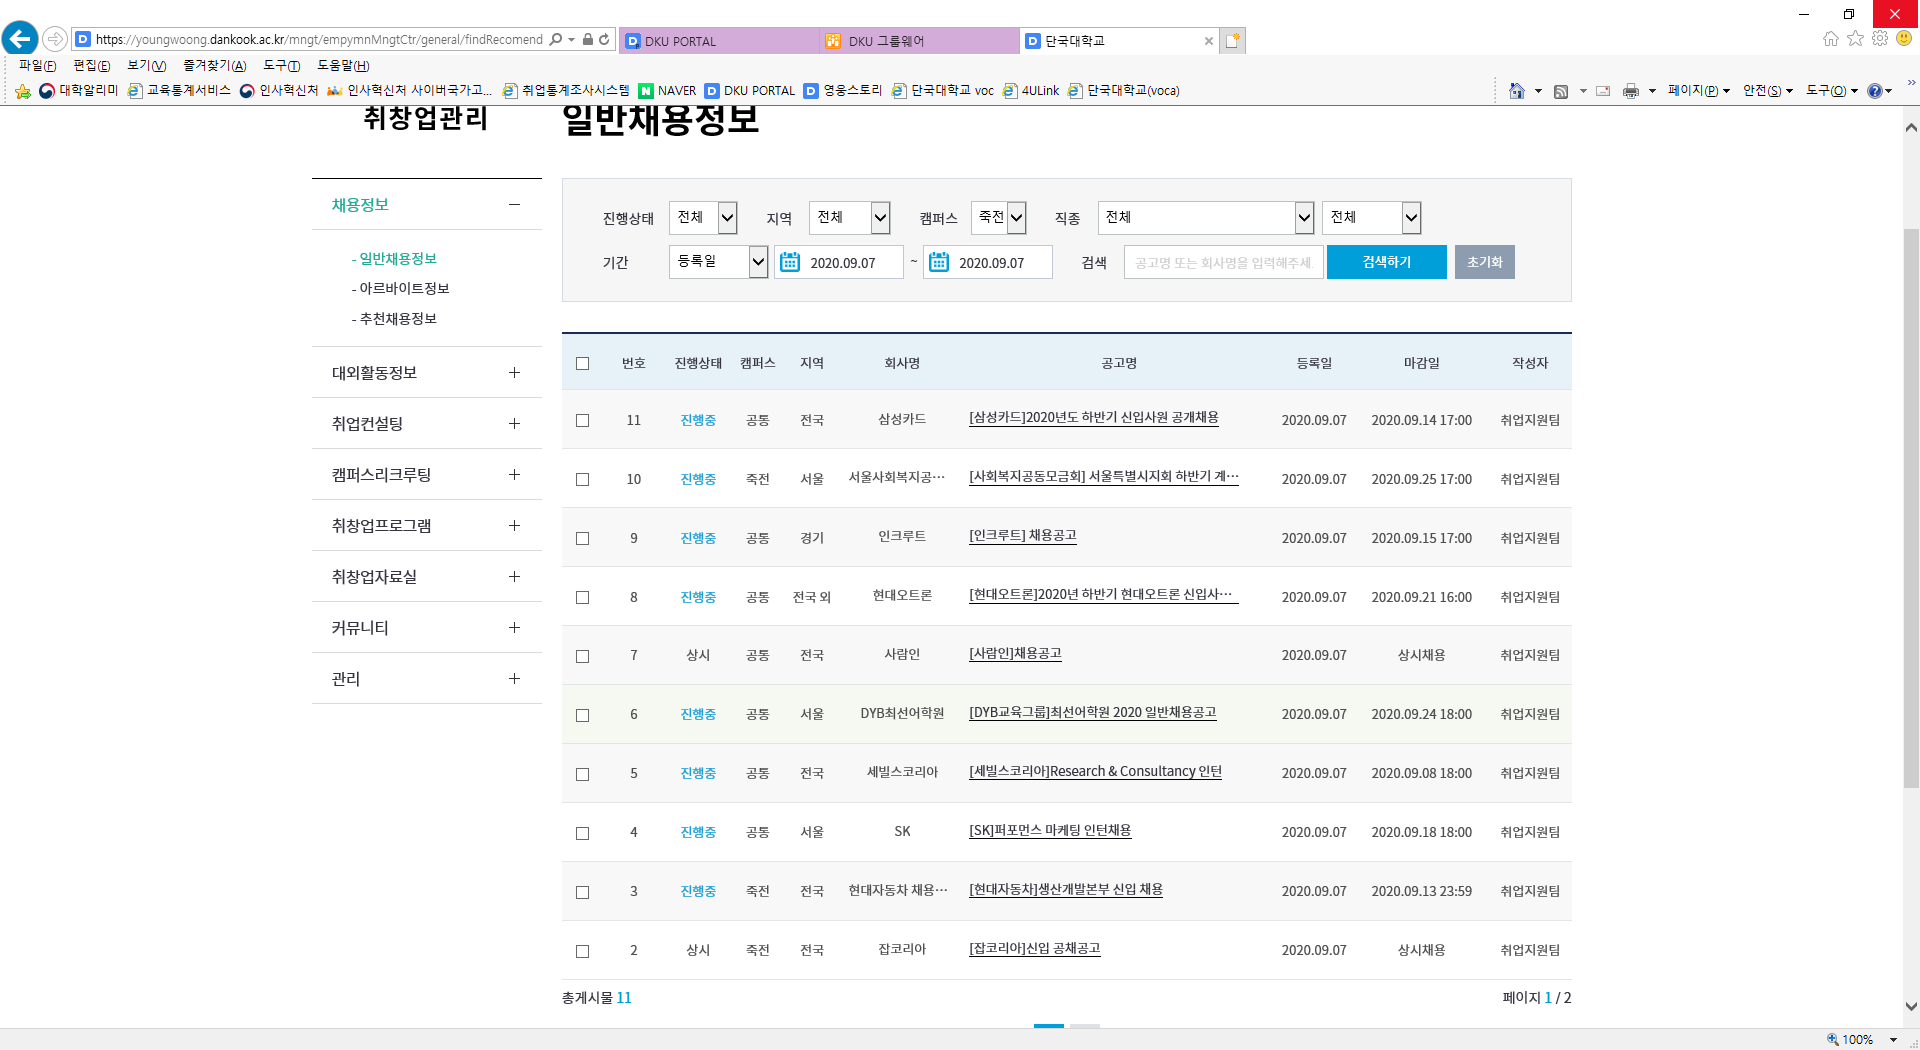 https://youngwoong.dankook.ac.kr/mngt/empymnMngtCtr/general/findRecomend
DKU PORTAL
DKU 그룹웨어
단국대학교
파일(F) 편집(E) 보기(V) 즐겨찾기(A) 도구(T) 도움말(H)
대학알리미 교육통계서비스 인사혁신처 인사혁신처 사이버국가고... 취업통계조사시스템 NAVER DKU PORTAL 영웅스토리 단국대학교 voc 4ULink 단국대학교(voca)
페이지(P) 안전(S) 도구(O)
취창업관리
일반채용정보
채용정보
- 일반채용정보
- 아르바이트정보
- 추천채용정보
대외활동정보
취업컨설팅
캠퍼스리크루팅
취창업프로그램
취창업자료실
커뮤니티
관리
진행상태 전체 지역 전체 캠퍼스 죽전 직종 전체 전체
기간 등록일 2020.09.07 ~ 2020.09.07 검색 공고명 또는 회사명을 입력해주세. 검색하기 초기화
번호 진행상태 캠퍼스 지역 회사명 공고명 등록일 마감일 작성자
11 진행중 공통 전국 삼성카드 [삼성카드]2020년도 하반기 신입사원 공개채용 2020.09.07 2020.09.14 17:00 취업지원팀
10 진행중 죽전 서울 서울사회복지공… [사회복지공동모금회] 서울특별시지회 하반기 계… 2020.09.07 2020.09.25 17:00 취업지원팀
9 진행중 공통 경기 인크루트 [인크루트] 채용공고 2020.09.07 2020.09.15 17:00 취업지원팀
8 진행중 공통 전국 외 현대오트론 [현대오트론]2020년 하반기 현대오트론 신입사… 2020.09.07 2020.09.21 16:00 취업지원팀
7 상시 공통 전국 사람인 [사람인]채용공고 2020.09.07 상시채용 취업지원팀
6 진행중 공통 서울 DYB최선어학원 [DYB교육그룹]최선어학원 2020 일반채용공고 2020.09.07 2020.09.24 18:00 취업지원팀
5 진행중 공통 전국 세빌스코리아 [세빌스코리아]Research & Consultancy 인턴 2020.09.07 2020.09.08 18:00 취업지원팀
4 진행중 공통 서울 SK [SK]퍼포먼스 마케팅 인턴채용 2020.09.07 2020.09.18 18:00 취업지원팀
3 진행중 죽전 전국 현대자동차 채용… [현대자동차]생산개발본부 신입 채용 2020.09.07 2020.09.13 23:59 취업지원팀
2 상시 죽전 전국 잡코리아 [잡코리아]신입 공채공고 2020.09.07 상시채용 취업지원팀
총게시물 11
페이지 1 / 2
100%